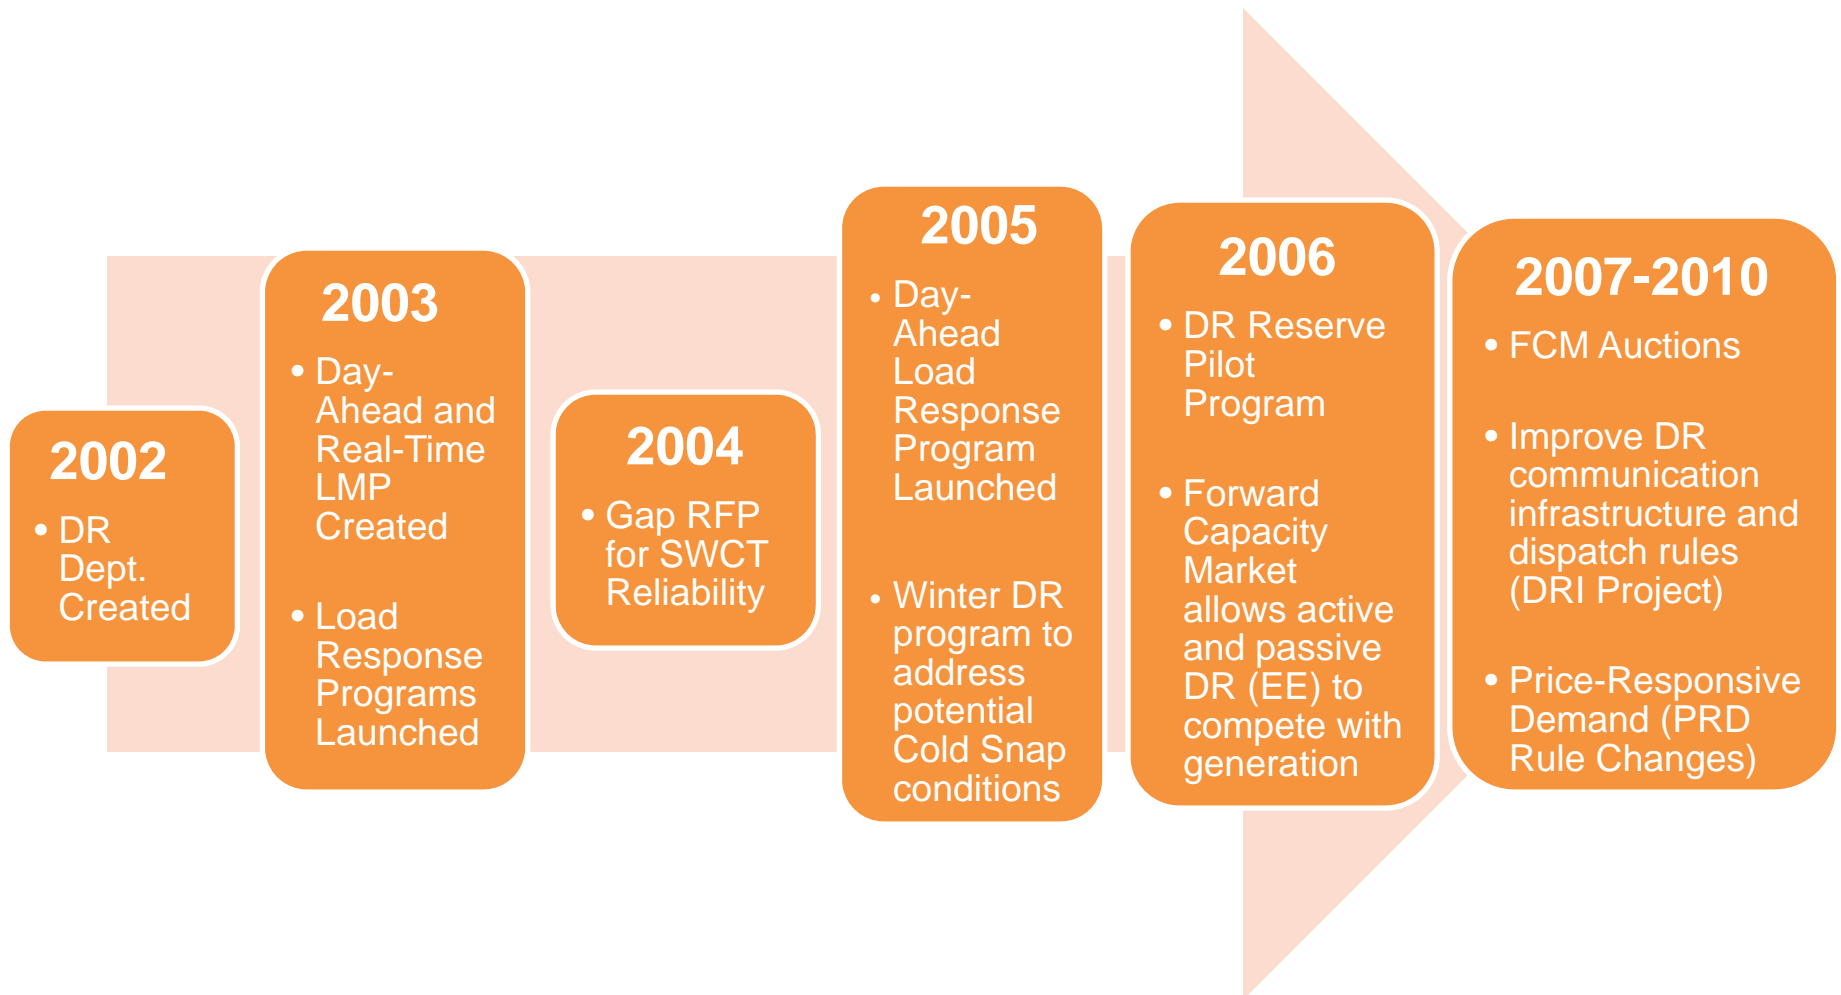 2002
• DR
Dept.
Created
2003
• Day-
Ahead and
Real-Time
LMP
Created
• Load
Response
Programs
Launched
2004
• Gap RFP
for SWCT
Reliability
2005
• Day-
Ahead
Load
Response
Program
Launched
• Winter DR
program to
address
potential
Cold Snap
conditions
2006
• DR Reserve
Pilot
Program
• Forward
Capacity
Market
allows active
and passive
DR (EE) to
compete with
generation
2007-2010
• FCM Auctions
• Improve DR
communication
infrastructure and
dispatch rules
(DRI Project)
• Price-Responsive
Demand (PRD
Rule Changes)